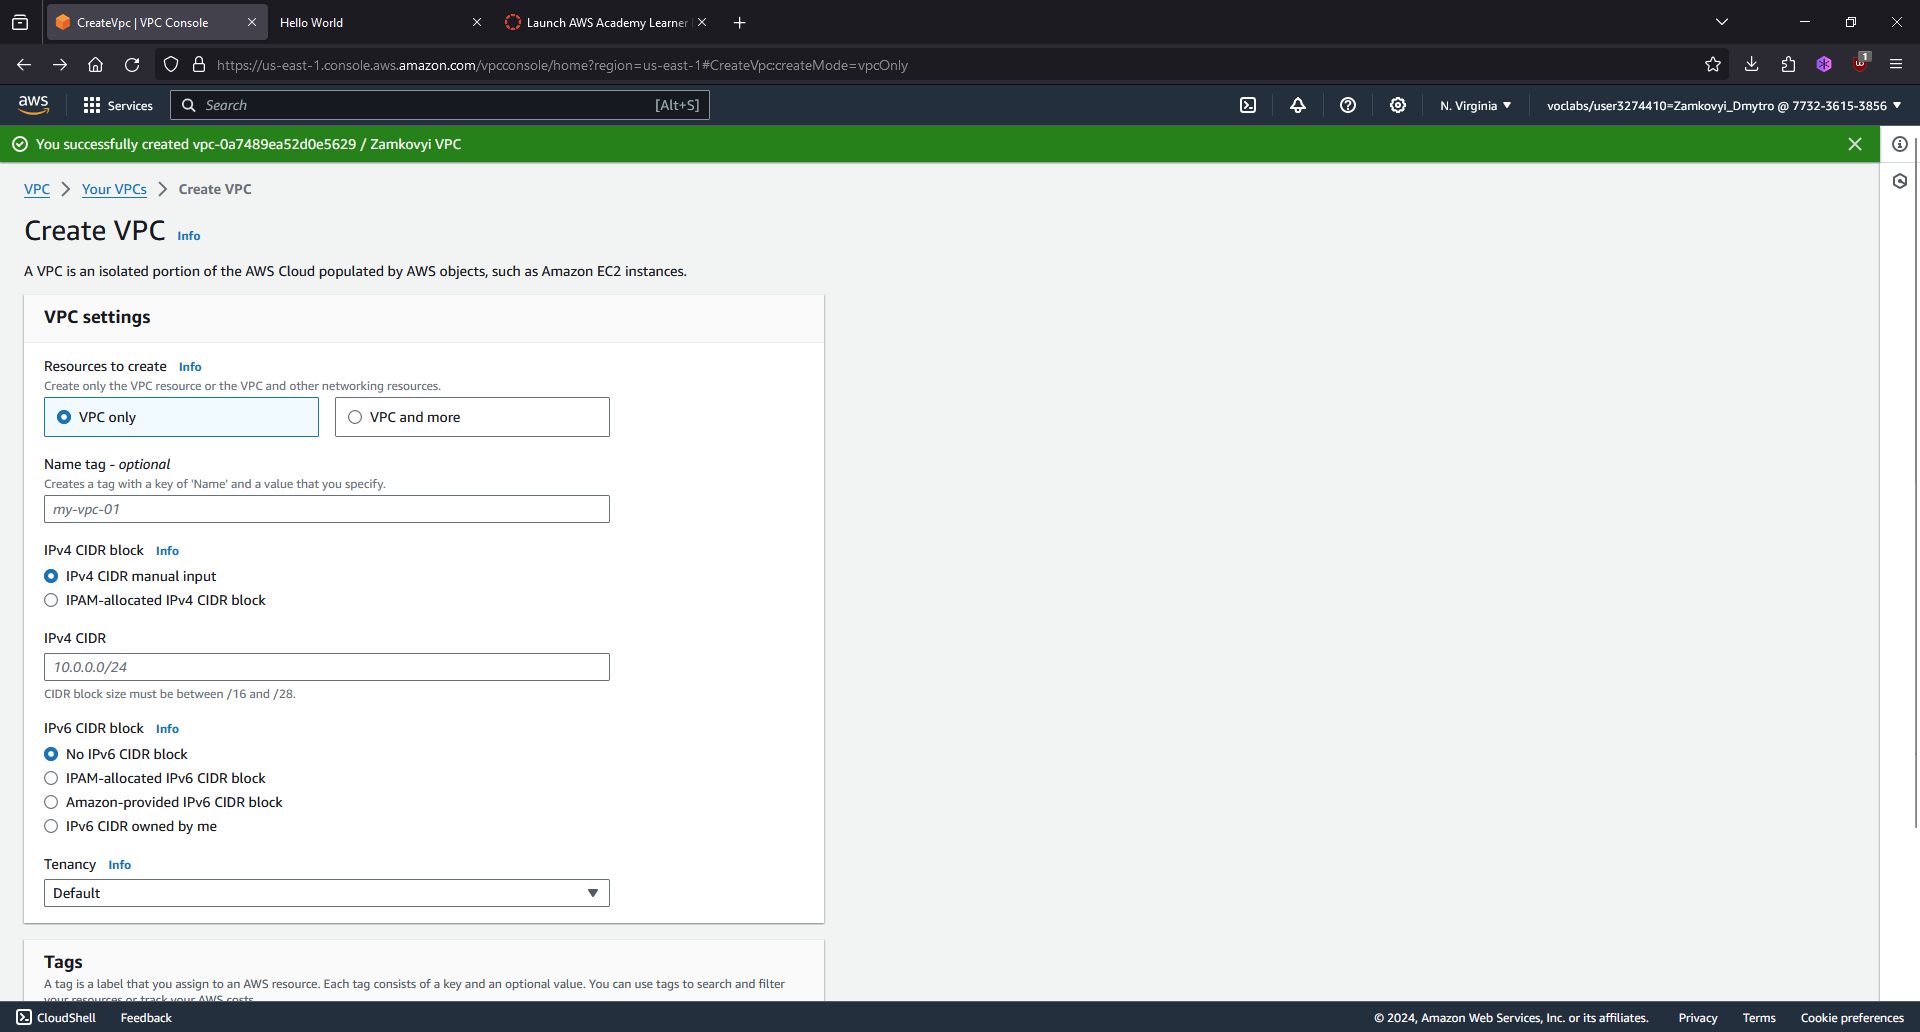 CreateVpc | VPC Console
Hello World
Launch AWS Academy Learner
https://us-east-1.console.aws.amazon.com/vpcconsole/home?region=us-east-1#CreateVpc:createMode=vpcOnly
1
aws
Services
Search
[Alt+S]
N. Virginia
voclabs/user3274410=Zamkovyi_Dmytro @ 7732-3615-3856
You successfully created vpc-0a7489ea52d0e5629 / Zamkovyi VPC
VPC
Your VPCs
Create VPC
Create VPC Info
A VPC is an isolated portion of the AWS Cloud populated by AWS objects, such as Amazon EC2 instances.
VPC settings
Resources to create Info
Create only the VPC resource or the VPC and other networking resources.
VPC only
VPC and more
Name tag - optional
Creates a tag with a key of 'Name' and a value that you specify.
my-vpc-01
IPv4 CIDR block Info
IPv4 CIDR manual input
IPAM-allocated IPv4 CIDR block
IPv4 CIDR
10.0.0.0/24
CIDR block size must be between /16 and /28.
IPv6 CIDR block Info
No IPv6 CIDR block
IPAM-allocated IPv6 CIDR block
Amazon-provided IPv6 CIDR block
IPv6 CIDR owned by me
Tenancy Info
Default
Tags
A tag is a label that you assign to an AWS resource. Each tag consists of a key and an optional value. You can use tags to search and filter
your resources or track your AWS costs.
CloudShell
Feedback
© 2024, Amazon Web Services, Inc. or its affiliates.
Privacy
Terms
Cookie preferences